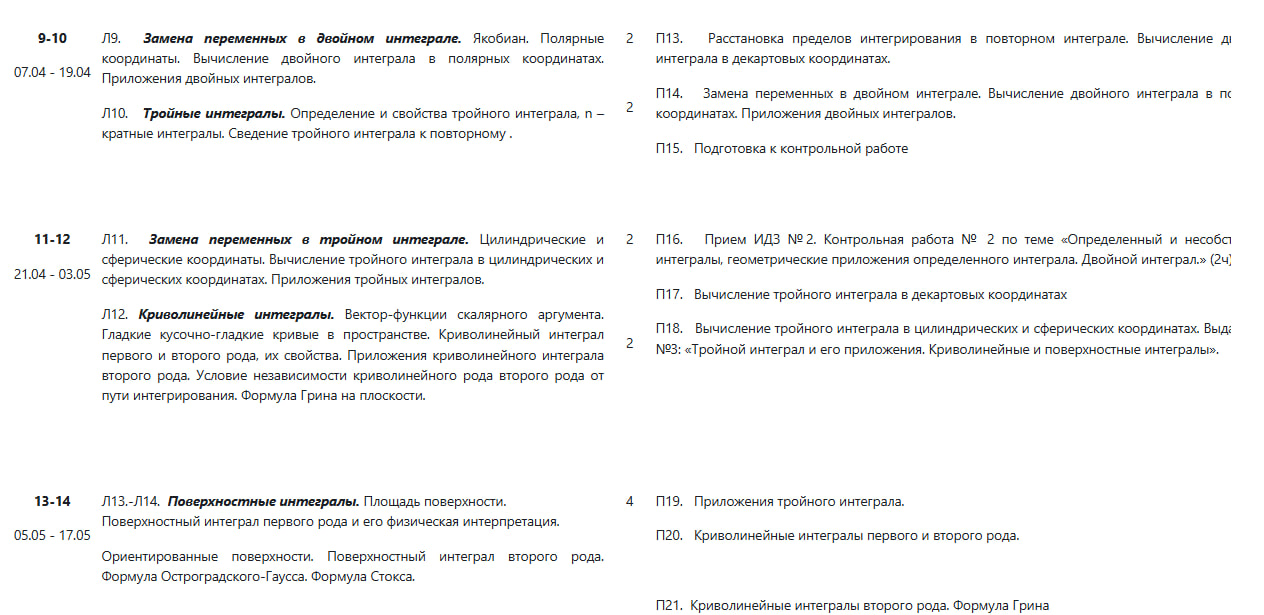 9-10
07.04 - 19.04
Л9. Замена переменных в двойном интеграле. Якобиан. Полярные
координаты. Вычисление двойного интеграла в полярных координатах.
Приложения двойных интегралов.
Л10. Тройные интегралы. Определение и свойства тройного интеграла, n –
кратные интегралы. Сведение тройного интеграла к повторному .
2
2
П13. Расстановка пределов интегрирования в повторном интеграле. Вычисление
интеграла в декартовых координатах.
П14. Замена переменных в двойном интеграле. Вычисление двойного интеграла в
координатах. Приложения двойных интегралов.
П15. Подготовка к контрольной работе
11-12
21.04 - 03.05
Л11. Замена переменных в тройном интеграле. Цилиндрические и
сферические координаты. Вычисление тройного интеграла в цилиндрических и
сферических координатах. Приложения тройных интегралов.
Л12. Криволинейные интегралы. Вектор-функции скалярного аргумента.
Гладкие кусочно-гладкие кривые в пространстве. Криволинейный интеграл
первого и второго рода, их свойства. Приложения криволинейного интеграла
второго рода. Условие независимости криволинейного рода второго рода от
пути интегрирования. Формула Грина на плоскости.
2
2
П16. Прием ИДЗ №2. Контрольная работа № 2 по теме «Определенный и
интегралы, геометрические приложения определенного интеграла. Двойной интеграл.» (2ч)
П17. Вычисление тройного интеграла в декартовых координатах
П18. Вычисление тройного интеграла в цилиндрических и сферических координатах.
№3: «Тройной интеграл и его приложения. Криволинейные и поверхностные интегралы».
13-14
05.05 - 17.05
Л13.-Л14. Поверхностные интегралы. Площадь поверхности.
Поверхностный интеграл первого рода и его физическая интерпретация.
Ориентированные поверхности. Поверхностный интеграл второго рода.
Формула Остроградского-Гаусса. Формула Стокса.
4
П19. Приложения тройного интеграла.
П20. Криволинейные интегралы первого и второго рода.
П21. Криволинейные интегралы второго рода. Формула Грина